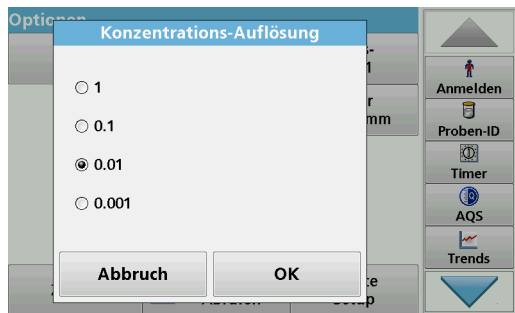 Optionen
Konzentrations-Auflösung
1
0.1
0.01
0.001
Abbruch
OK
Anmelden
Proben-ID
Timer
AQS
Trends